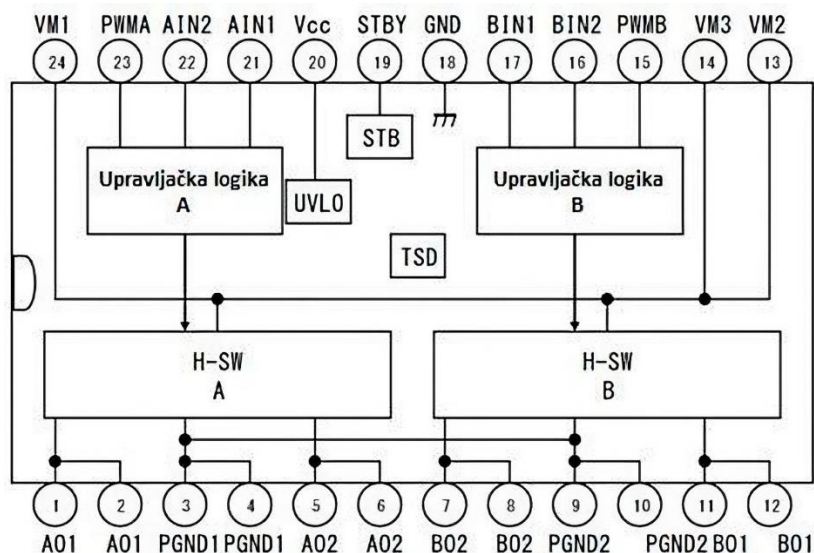 VM1 PWMA AIN2 AIN1 Vcc STBY GND BIN1 BIN2 PWMB VM3 VM2
24 23 22 21 20 19 18 17 16 15 14 13
STB
Upravljačka logika
A
UVLO
Upravljačka logika
B
TSD
H-SW
A
H-SW
B
1 2 3 4 5 6 7 8 9 10 11 12
AO1 AO1 PGND1 PGND1 AO2 AO2 BO2 BO2 PGND2 PGND2 BO1 BO1